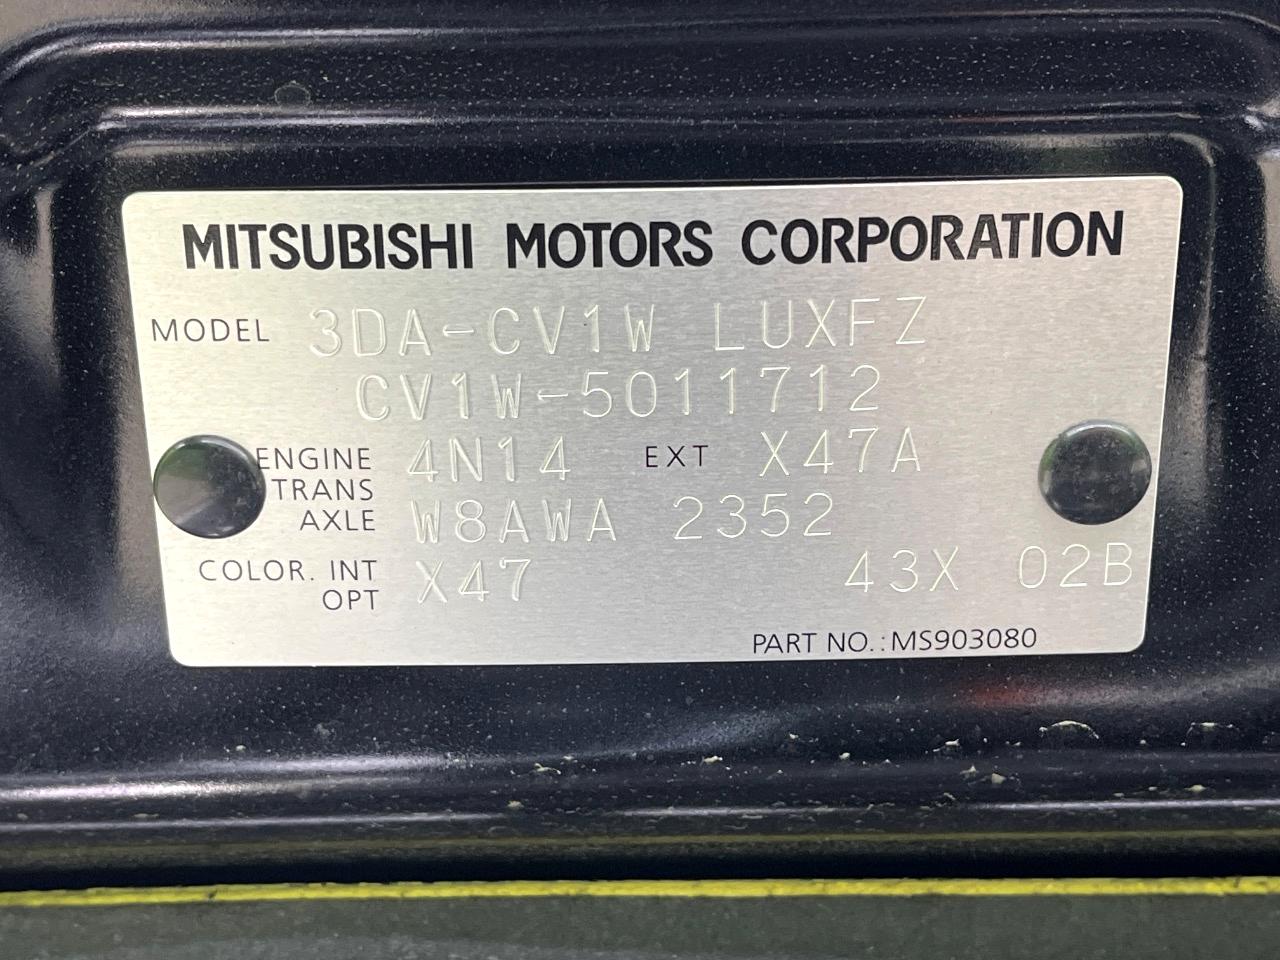 MITSUBISHI MOTORS CORPORATION
MODEL 3DA-CV1W LUXFZ
CV1W-5011712
ENGINE 4N14 EXT X47A
TRANS
AXLE W8AWA 2352
COLOR. INT X47 43X 02B
OPT
PART NO.:MS903080